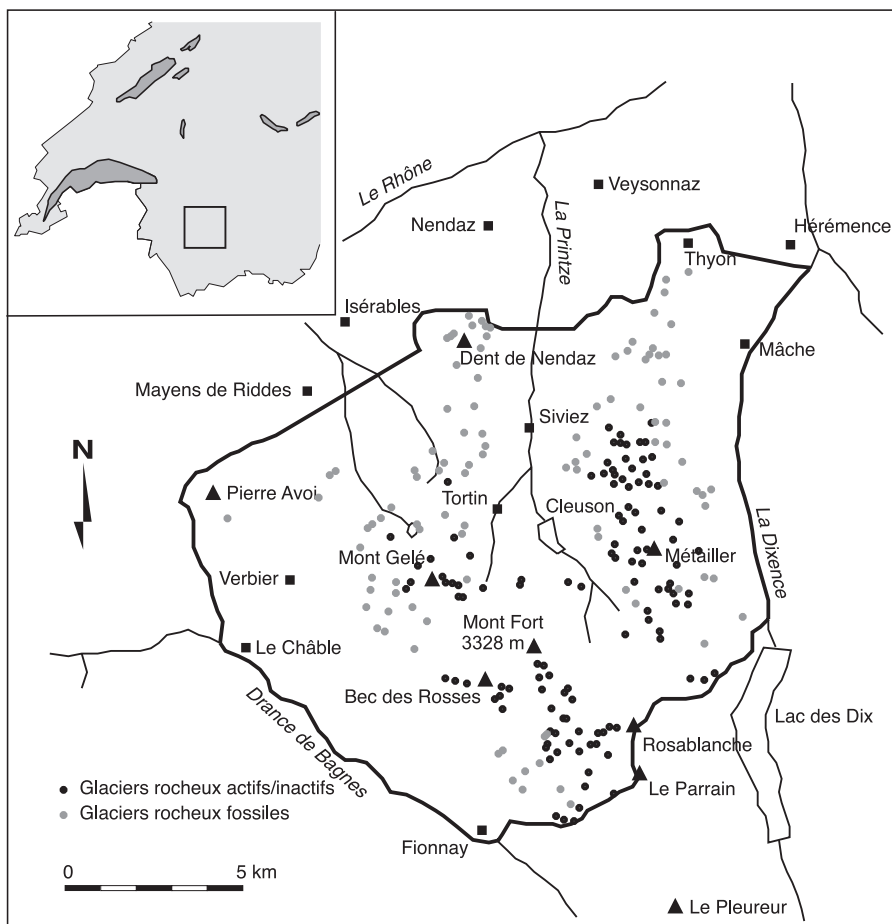 Le Rhône
La Printze
Veysonnaz
Nendaz
Hérémence
Thyon
Isérables
Dent de Nendaz
Mâche
Mayens de Riddes
Siviez
N
Pierre Avoi
Tortin
Cleuson
La Dixence
Mont Gelé
Métailler
Verbier
Mont Fort
3328 m
Le Châble
Bec des Rosses
Drance de Bagnes
Lac des Dix
Rosablanche
Le Parrain
Glaciers rocheux actifs/inactifs
Glaciers rocheux fossiles
Fionnay
0 5 km
Le Pleureur